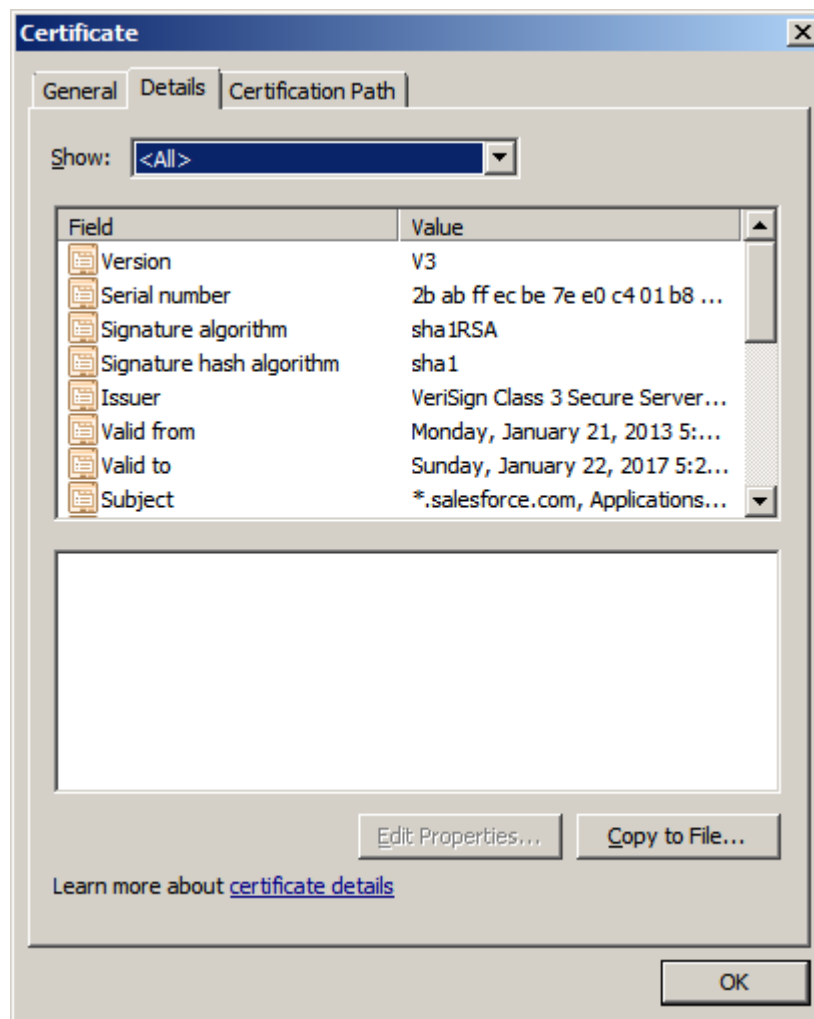 Certificate
General Details Certification Path
Show: <All>
Field Value
Version V3
Serial number 2b ab ff ec be 7e e0 c4 01 b8 ...
Signature algorithm sha1RSA
Signature hash algorithm sha1
Issuer VeriSign Class 3 Secure Server...
Valid from Monday, January 21, 2013 5:...
Valid to Sunday, January 22, 2017 5:2...
Subject *.salesforce.com, Applications...
Edit Properties... Copy to File...
Learn more about certificate details
OK